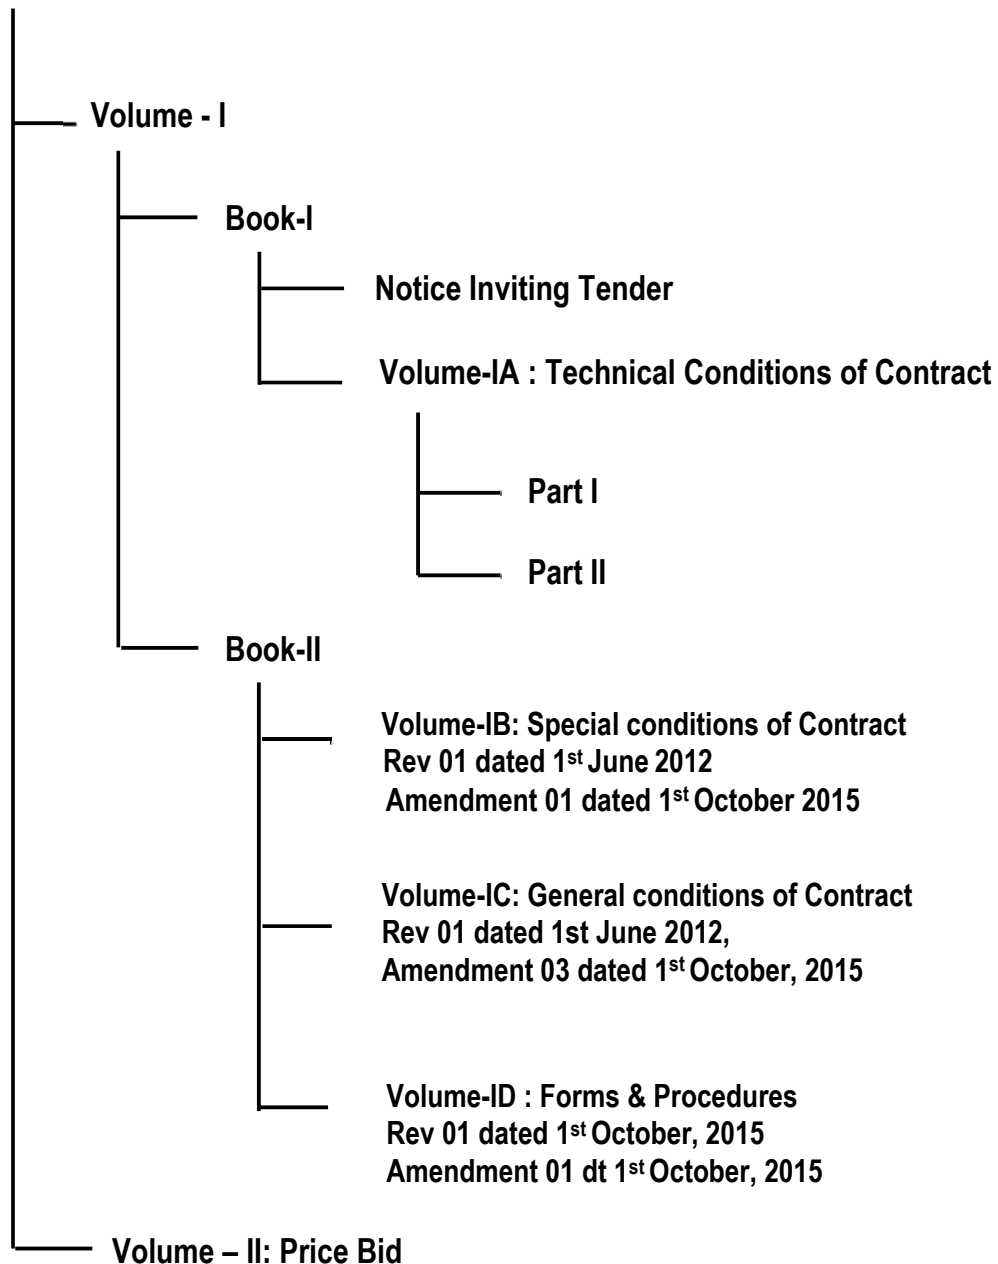 Volume - I
Book-I
Notice Inviting Tender
Volume-IA : Technical Conditions of Contract
Part I
Part II
Book-II
Volume-IB: Special conditions of Contract
Rev 01 dated 1st June 2012
Amendment 01 dated 1st October 2015
Volume-IC: General conditions of Contract
Rev 01 dated 1st June 2012,
Amendment 03 dated 1st October, 2015
Volume-ID : Forms & Procedures
Rev 01 dated 1st October, 2015
Amendment 01 dt 1st October, 2015
Volume – II: Price Bid